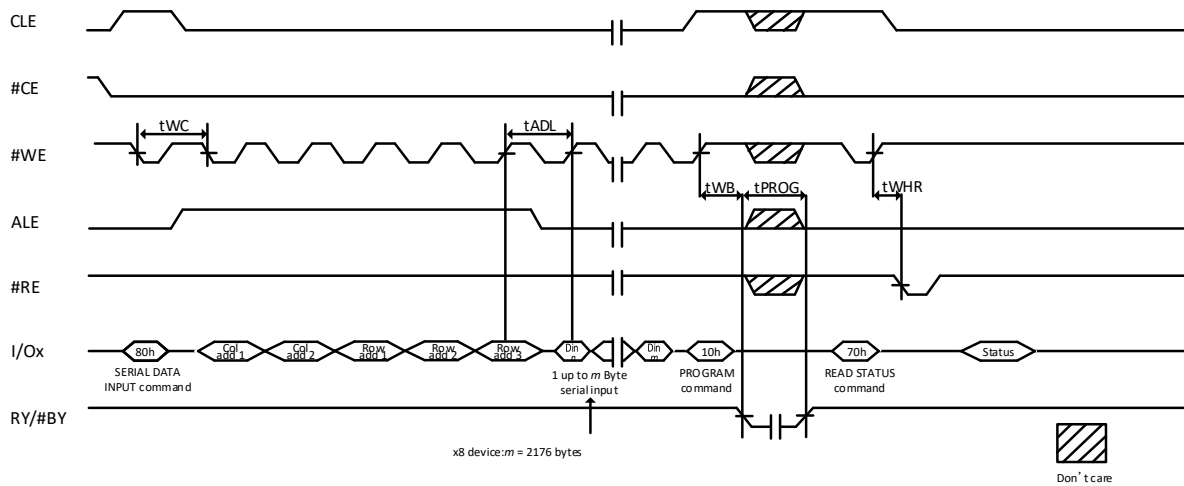 CLE
#CE
tWC
tADL
#WE
tWB
tPROG
tWHR
ALE
#RE
I/Ox
80h
Col
add 1
Col
add 2
Row
add 1
Row
add 2
Row
add 3
Din
Din
10h
70h
Status
SERIAL DATA
INPUT command
1 up to m Byte
serial input
PROGRAM
command
READ STATUS
command
RY/#BY
x8 device:m = 2176 bytes
Don't care